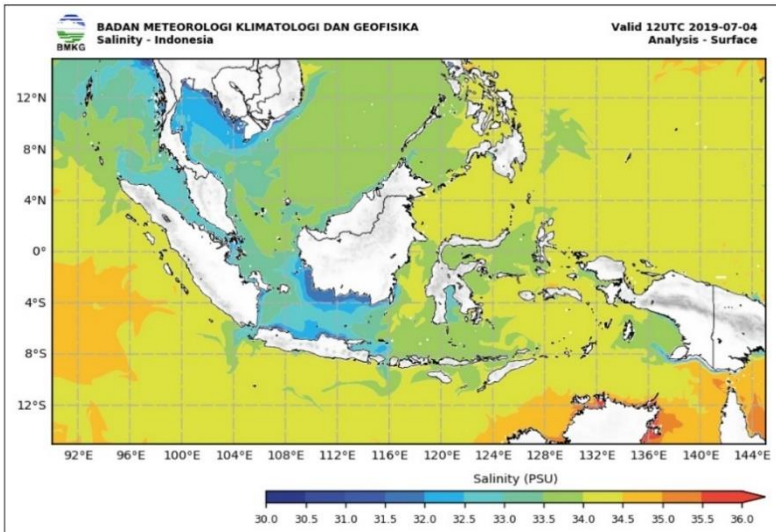 BMKG
BADAN METEOROLOGI KLIMATOLOGI DAN GEOFISIKA
Salinity - Indonesia
Valid 12UTC 2019-07-04
Analysis - Surface
12°N
8°N
4°N
0°
4°S
8°S
12°S
92°E 96°E 100°E 104°E 108°E 112°E 116°E 120°E 124°E 128°E 132°E 136°E 140°E 144°E
Salinity (PSU)
30.0 31.0 31.5 32.0 32.5 33.0 33.5 34.0 34.5 35.0 35.5 36.0